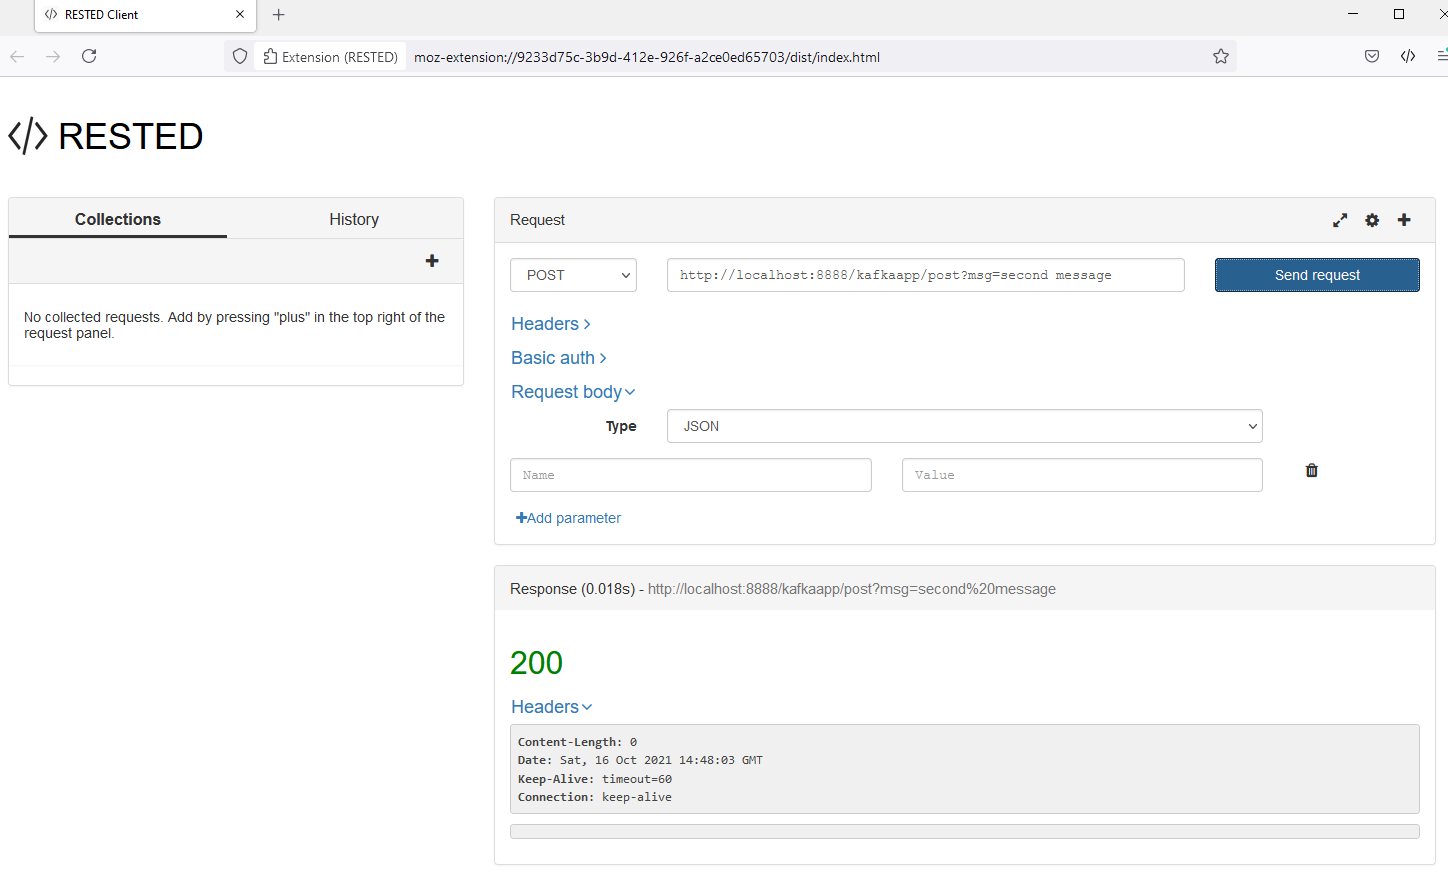 RESTED Client
Extension (RESTED) moz-extension://9233d75c-3b9d-412e-926f-a2ce0ed65703/dist/index.html
</> RESTED
Collections History
No collected requests. Add by pressing "plus" in the top right of the
request panel.
Request
POST http://localhost:8888/kafkaapp/post?msg=second message Send request
Headers
Basic auth
Request body
Type JSON
Name Value
Add parameter
Response (0.018s) - http://localhost:8888/kafkaapp/post?msg=second%20message
200
Headers
Content-Length: 0
Date: Sat, 16 Oct 2021 14:48:03 GMT
Keep-Alive: timeout=60
Connection: keep-alive